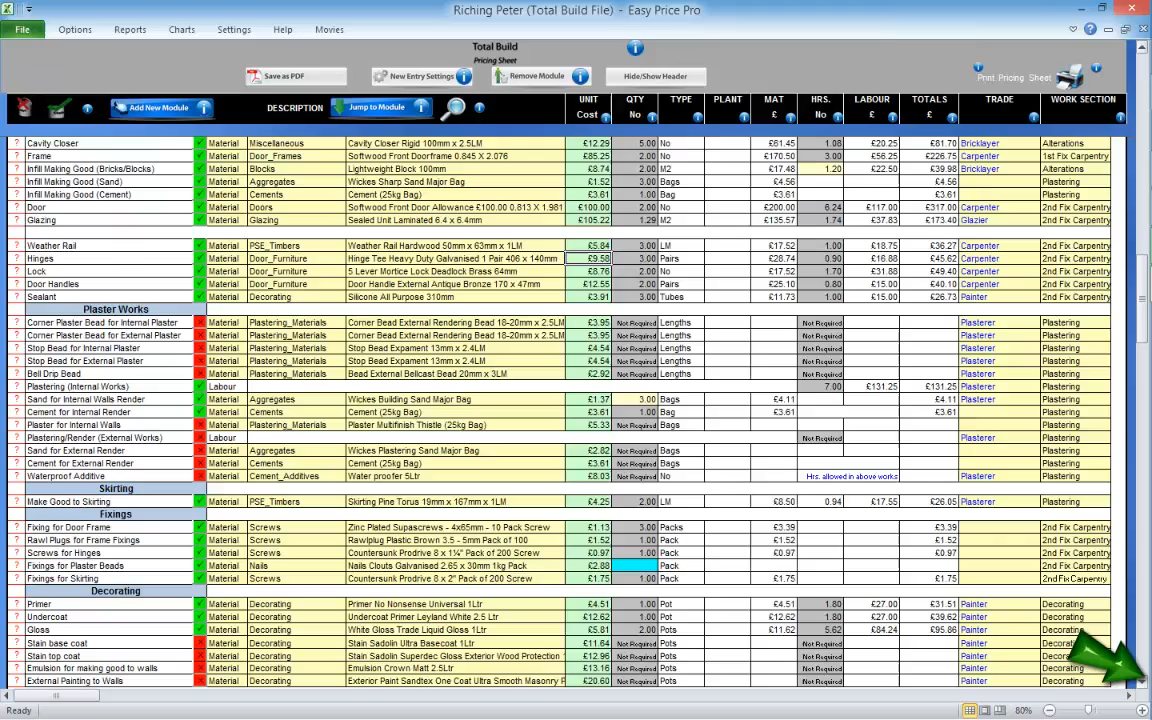 Riching Peter (Total Build File) – Easy Price Pro
File Options Reports Charts Settings Help Movies
Total Build
Pricing Sheet
Save as PDF New Entry Settings Remove Module Hide/Show Header Print Pricing Sheet
Add New Module DESCRIPTION Jump to Module UNIT Cost QTY No TYPE PLANT MAT £ HRS. No LABOUR £ TOTALS £ TRADE WORK SECTION
? Cavity Closer Material Miscellaneous Cavity Closer Rigid 100mm x 2.5LM £12.29 5.00 No £61.45 1.08 £20.25 £81.70 Bricklayer Alterations
? Frame Material Door_Frames Softwood Front Doorframe 0.845 X 2.076 £85.25 2.00 No £170.50 3.00 £56.25 £226.75 Carpenter 1st Fix Carpentry
? Infill Making Good (Bricks/Blocks) Material Blocks Lightweight Block 100mm £8.74 2.00 M2 £17.48 1.20 £22.50 £39.98 Bricklayer Alterations
? Infill Making Good (Sand) Material Aggregates Wickes Sharp Sand Major Bag £1.52 3.00 Bags £4.56 £4.56 Plastering
? Infill Making Good (Cement) Material Cements Cement (25kg Bag) £3.61 1.00 Bag £3.61 £3.61 Plastering
? Door Material Doors Softwood Front Door Allowance £100.00 0.813 X 1.981 £100.00 2.00 No £200.00 6.24 £117.00 £317.00 Carpenter 2nd Fix Carpentry
? Glazing Material Glazing Sealed Unit Laminated 6.4 x 6.4mm £105.22 1.29 M2 £135.57 1.74 £37.83 £173.40 Glazier 2nd Fix Carpentry
? Weather Rail Material PSE_Timbers Weather Rail Hardwood 50mm x 63mm x 1LM £5.84 3.00 LM £17.52 1.00 £18.75 £36.27 Carpenter 2nd Fix Carpentry
? Hinges Material Door_Furniture Hinge Tee Heavy Duty Galvanised 1 Pair 406 x 140mm £9.58 3.00 Pairs £28.74 0.90 £16.88 £45.62 Carpenter 2nd Fix Carpentry
? Lock Material Door_Furniture 5 Lever Mortice Lock Deadlock Brass 64mm £8.76 2.00 No £17.52 1.70 £31.88 £49.40 Carpenter 2nd Fix Carpentry
? Door Handles Material Door_Furniture Door Handle External Antique Bronze 170 x 47mm £12.55 2.00 Pairs £25.10 0.80 £15.00 £40.10 Carpenter 2nd Fix Carpentry
? Sealant Material Decorating Silicone All Purpose 310mm £3.91 3.00 Tubes £11.73 1.00 £15.00 £26.73 Painter 2nd Fix Carpentry
Plaster Works
? Corner Plaster Bead for Internal Plaster Material Plastering_Materials Corner Bead External Rendering Bead 18-20mm x 2.5LM £3.95 Not Required Lengths Not Required Plasterer Plastering
? Corner Plaster Bead for External Plaster Material Plastering_Materials Corner Bead External Rendering Bead 18-20mm x 2.5LM £3.95 Not Required Lengths Not Required Plasterer Plastering
? Stop Bead for Internal Plaster Material Plastering_Materials Stop Bead Expament 13mm x 2.4LM £4.54 Not Required Lengths Not Required Plasterer Plastering
? Stop Bead for External Plaster Material Plastering_Materials Stop Bead Expament 13mm x 2.4LM £4.54 Not Required Lengths Not Required Plasterer Plastering
? Bell Drip Bead Material Plastering_Materials Bead External Bellcast Bead 20mm x 3LM £2.92 Not Required Lengths Not Required Plasterer Plastering
? Plastering (Internal Works) Labour 7.00 £131.25 £131.25 Plasterer Plastering
? Sand for Internal Walls Render Material Aggregates Wickes Building Sand Major Bag £1.37 3.00 Bags £4.11 £4.11 Plasterer Plastering
? Cement for Internal Render Material Cements Cement (25kg Bag) £3.61 1.00 Bag £3.61 £3.61 Plastering
? Plaster for Internal Walls Material Plaster Multifinish Thistle (25kg Bag) £5.33 Not Required Bags Plastering
? Plastering/Render (External Works) Labour Not Required Plasterer Plastering
? Sand for External Render Material Aggregates Wickes Plastering Sand Major Bag £2.82 Not Required Bags Plastering
? Cement for External Render Material Cements Cement (25kg Bag) £3.61 Not Required Bags Plastering
? Waterproof Additive Material Cement_Additives Water proofer 5Ltr £8.03 Not Required No Hrs. allowed in above works Plasterer Plastering
Skirting
? Make Good to Skirting Material PSE_Timbers Skirting Pine Torus 19mm x 167mm x 1LM £4.25 2.00 LM £8.50 0.94 £17.55 £26.05 Plasterer Plastering
Fixings
? Fixing for Door Frame Material Screws Zinc Plated Supascrews - 4x65mm - 10 Pack Screw £1.13 3.00 Packs £3.39 £3.39 2nd Fix Carpentry
? Rawl Plugs for Frame Fixings Material Screws Rawlplug Plastic Brown 3.5 - 5mm Pack of 100 £1.52 1.00 Pack £1.52 £1.52 2nd Fix Carpentry
? Screws for Hinges Material Screws Countersunk Prodrive 8 x 1¼" Pack of 200 Screw £0.97 1.00 Pack £0.97 £0.97 2nd Fix Carpentry
? Fixings for Plaster Beads Material Nails Nails Clouts Galvanised 2.65 x 30mm 1kg Pack £2.88 Pack 2nd Fix Carpentry
? Fixings for Skirting Material Screws Countersunk Prodrive 8 x 2" Pack of 200 Screw £1.75 1.00 Pack £1.75 £1.75 2nd Fix Carpentry
Decorating
? Primer Material Decorating Primer No Nonsense Universal 1Ltr £4.51 1.00 Pot £4.51 1.80 £27.00 £31.51 Painter Decorating
? Undercoat Material Decorating Undercoat Primer Leyland White 2.5Ltr £12.62 1.00 Pot £12.62 1.80 £27.00 £39.62 Painter Decorating
? Gloss Material Decorating White Gloss Trade Liquid Gloss 1Ltr £5.81 2.00 Pots £11.62 5.62 £84.24 £95.86 Painter Decorating
? Stain base coat Material Decorating Stain Sadolin Ultra Basecoat 1Ltr £11.64 Not Required Pots Not Required Painter Decorating
? Stain top coat Material Decorating Stain Sadolin Superdec Gloss Exterior Wood Protection £12.96 Not Required Pots Not Required Painter
? Emulsion for making good to walls Material Decorating Emulsion Crown Matt 2.5Ltr £13.16 Not Required Pots Not Required Painter Decorating
? External Painting to Walls Material Decorating Exterior Paint Sandtex One Coat Ultra Smooth Masonry £20.60 Not Required Pots Not Required Painter Decorating
Ready 80%